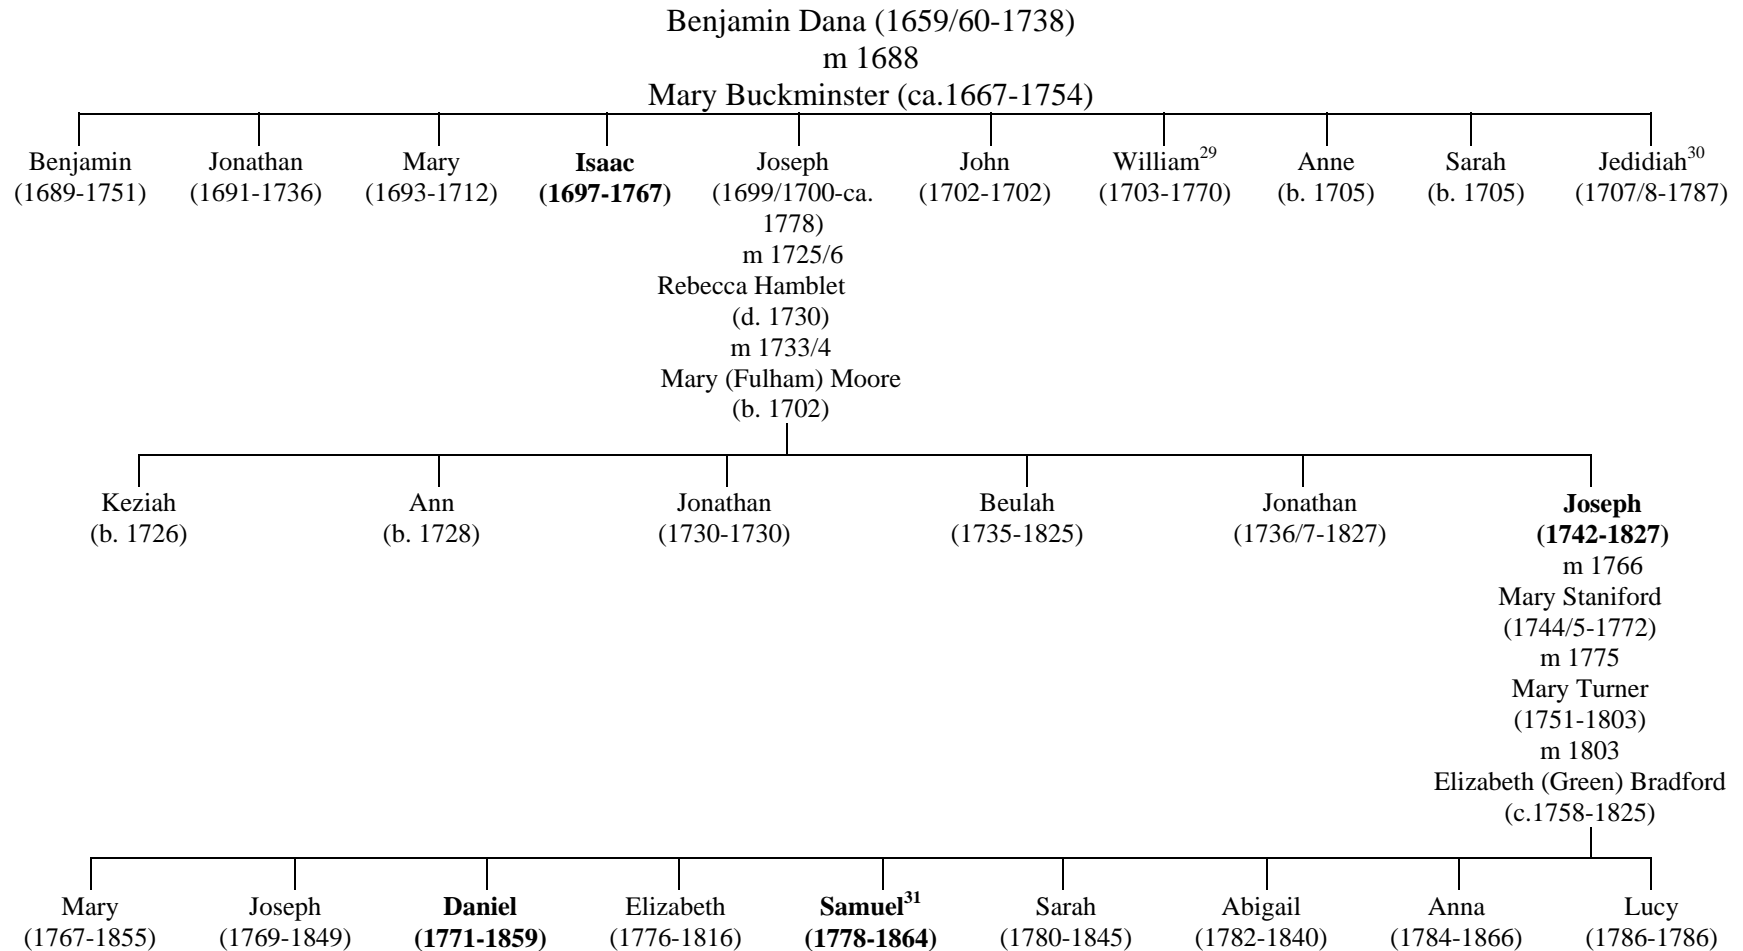 Benjamin Dana (1659/60-1738)
m 1688
Mary Buckminster (ca.1667-1754)
Benjamin
(1689-1751)
Jonathan
(1691-1736)
Mary
(1693-1712)
Isaac
(1697-1767)
Joseph
(1699/1700-ca.
1778)
m 1725/6
Rebecca Hamblet
(d. 1730)
m 1733/4
Mary (Fulham) Moore
(b. 1702)
John
(1702-1702)
William29
(1703-1770)
Anne
(b. 1705)
Sarah
(b. 1705)
Jedidiah30
(1707/8-1787)
Keziah
(b. 1726)
Ann
(b. 1728)
Jonathan
(1730-1730)
Beulah
(1735-1825)
Jonathan
(1736/7-1827)
Joseph
(1742-1827)
m 1766
Mary Staniford
(1744/5-1772)
m 1775
Mary Turner
(1751-1803)
m 1803
Elizabeth (Green) Bradford
(c.1758-1825)
Mary
(1767-1855)
Joseph
(1769-1849)
Daniel
(1771-1859)
Elizabeth
(1776-1816)
Samuel31
(1778-1864)
Sarah
(1780-1845)
Abigail
(1782-1840)
Anna
(1784-1866)
Lucy
(1786-1786)